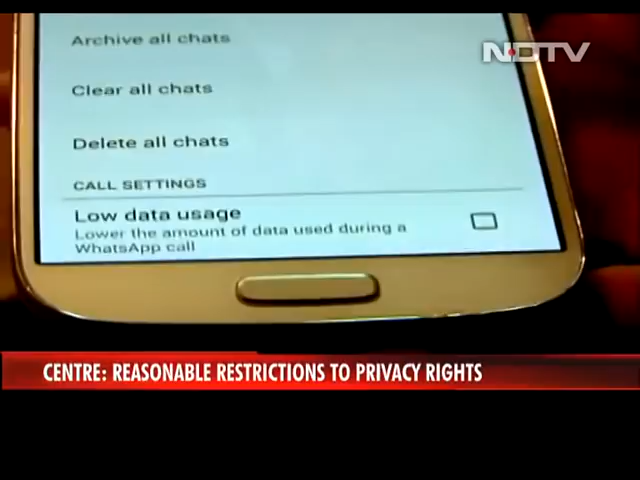 NDTV
Archive all chats
Clear all chats
Delete all chats
CALL SETTINGS
Low data usage
Lower the amount of data used during a
WhatsApp call
CENTRE: REASONABLE RESTRICTIONS TO PRIVACY RIGHTS